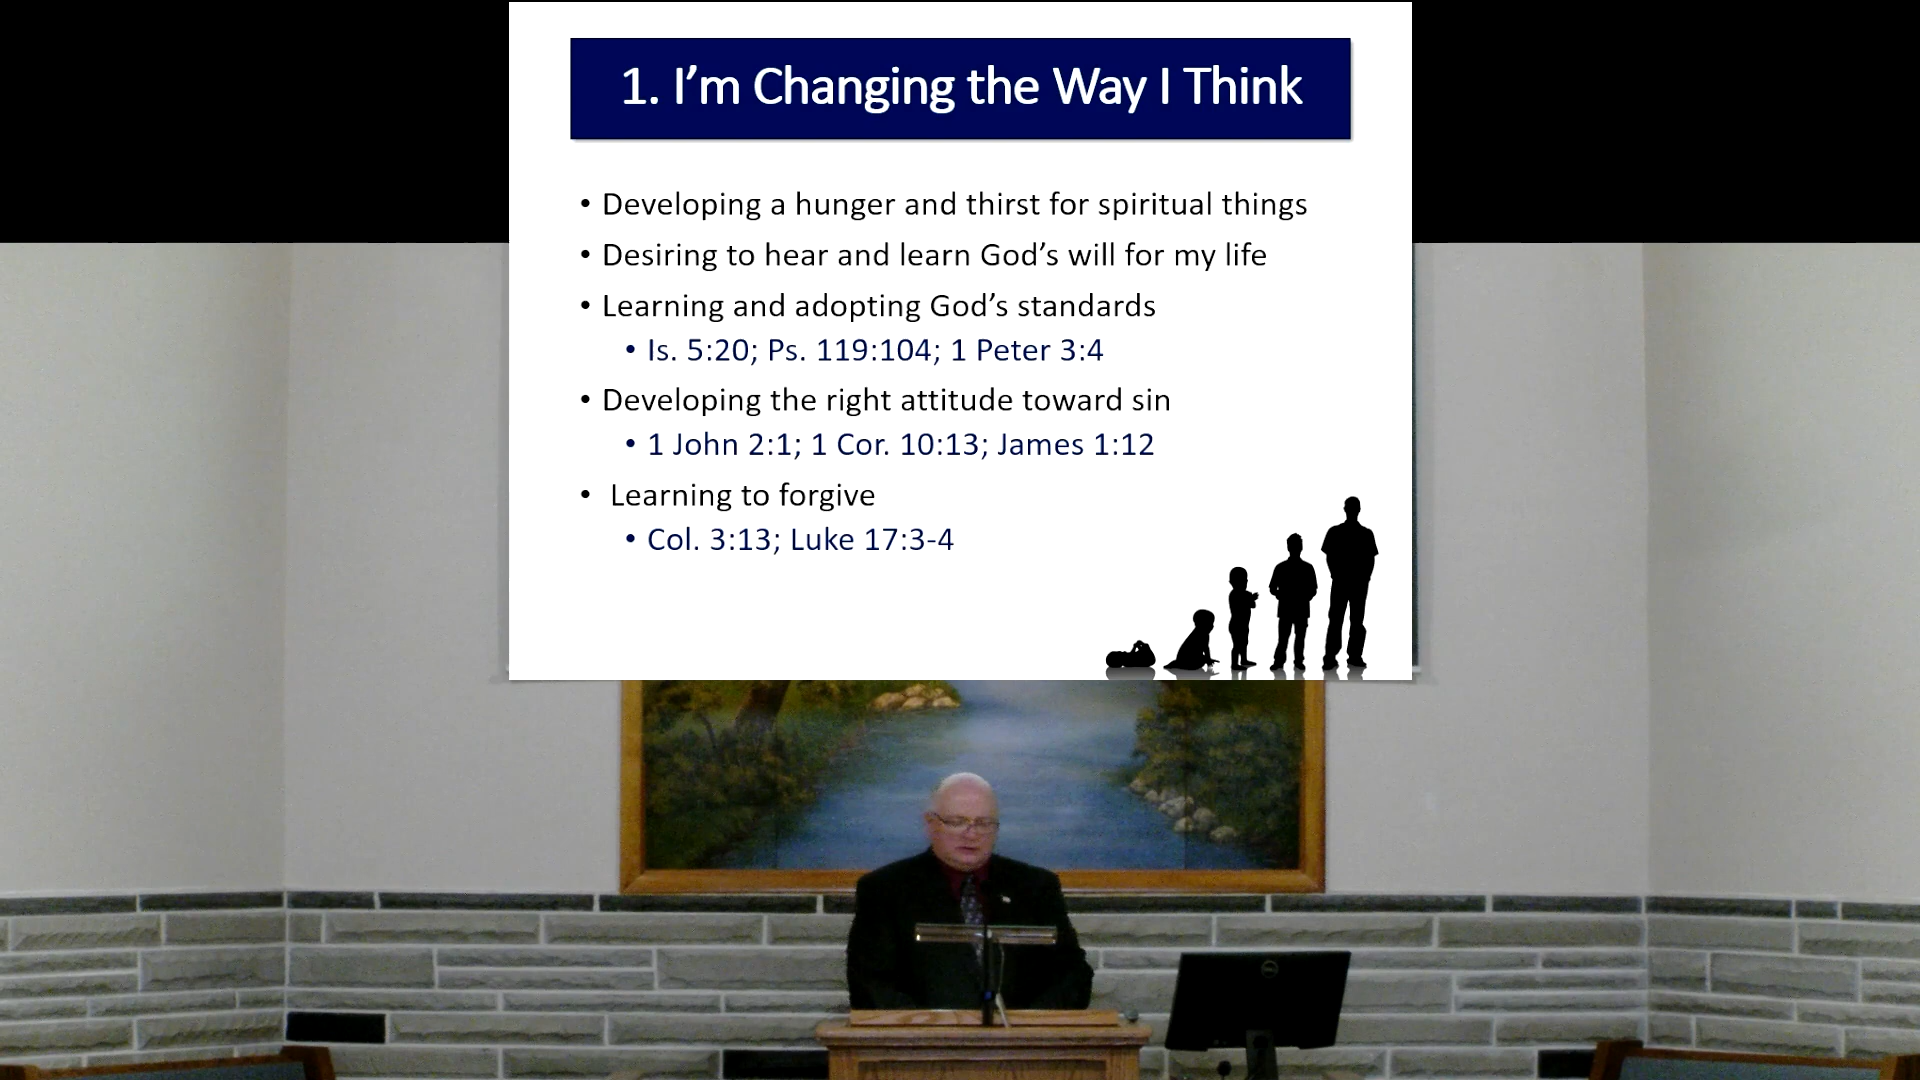 1. I’m Changing the Way I Think
• Developing a hunger and thirst for spiritual things
• Desiring to hear and learn God’s will for my life
• Learning and adopting God’s standards
• Is. 5:20; Ps. 119:104; 1 Peter 3:4
• Developing the right attitude toward sin
• 1 John 2:1; 1 Cor. 10:13; James 1:12
• Learning to forgive
• Col. 3:13; Luke 17:3-4
DELL